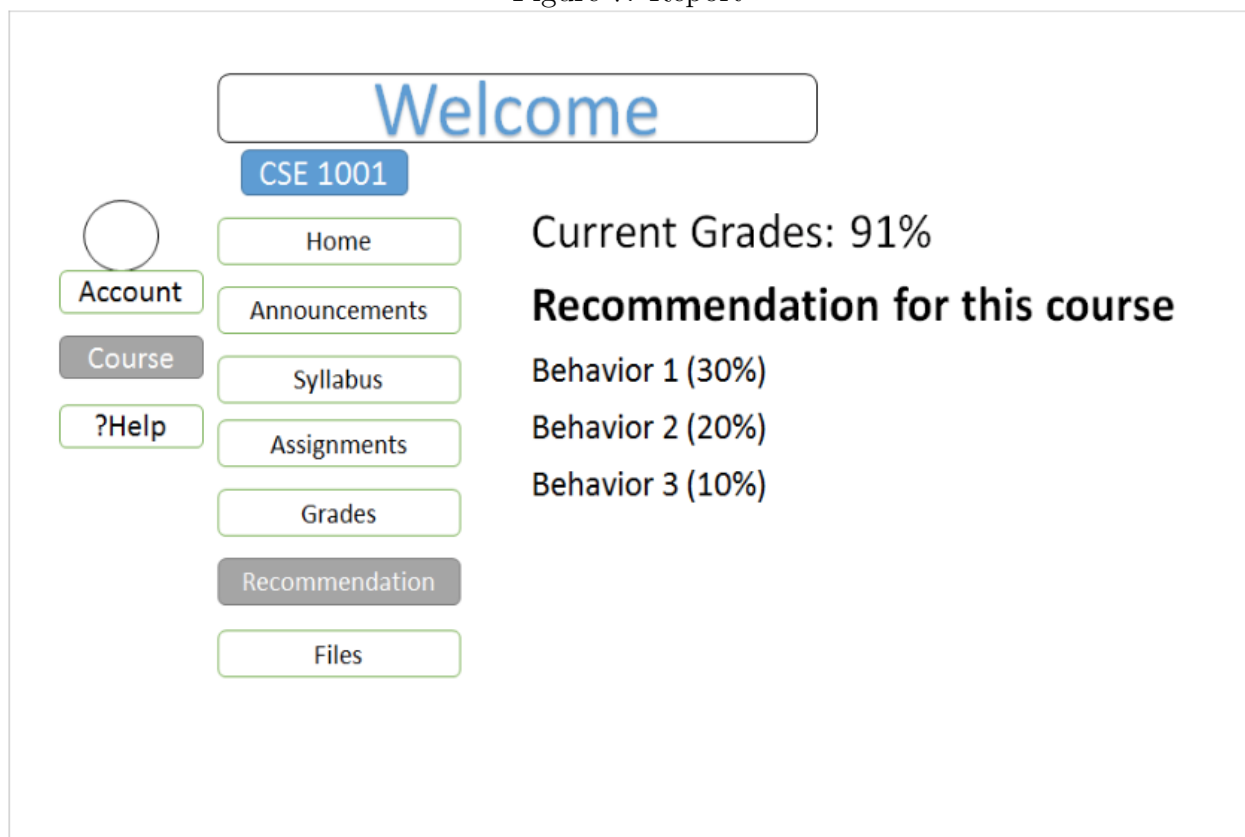 Welcome
CSE 1001
Account
Course
?Help
Home
Announcements
Syllabus
Assignments
Grades
Recommendation
Files
Current Grades: 91%
Recommendation for this course
Behavior 1 (30%)
Behavior 2 (20%)
Behavior 3 (10%)